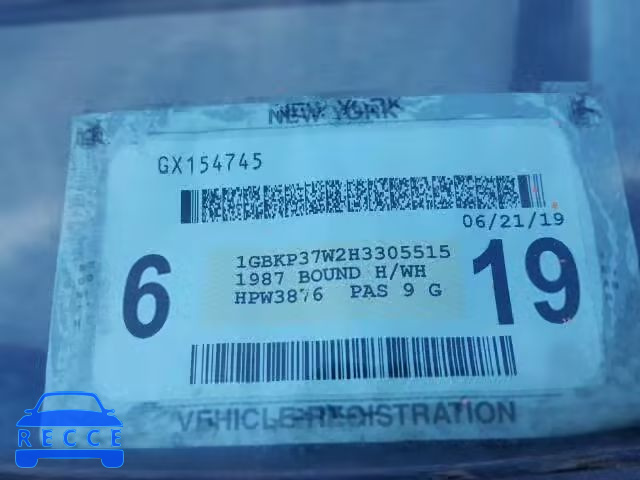 NEW YORK
GX154745
06/21/19
6
1GBKP37W2H3305515
1987 BOUND H/WH
HPW3876 PAS 9 G
19
VEHICLE REGISTRATION
RECCE